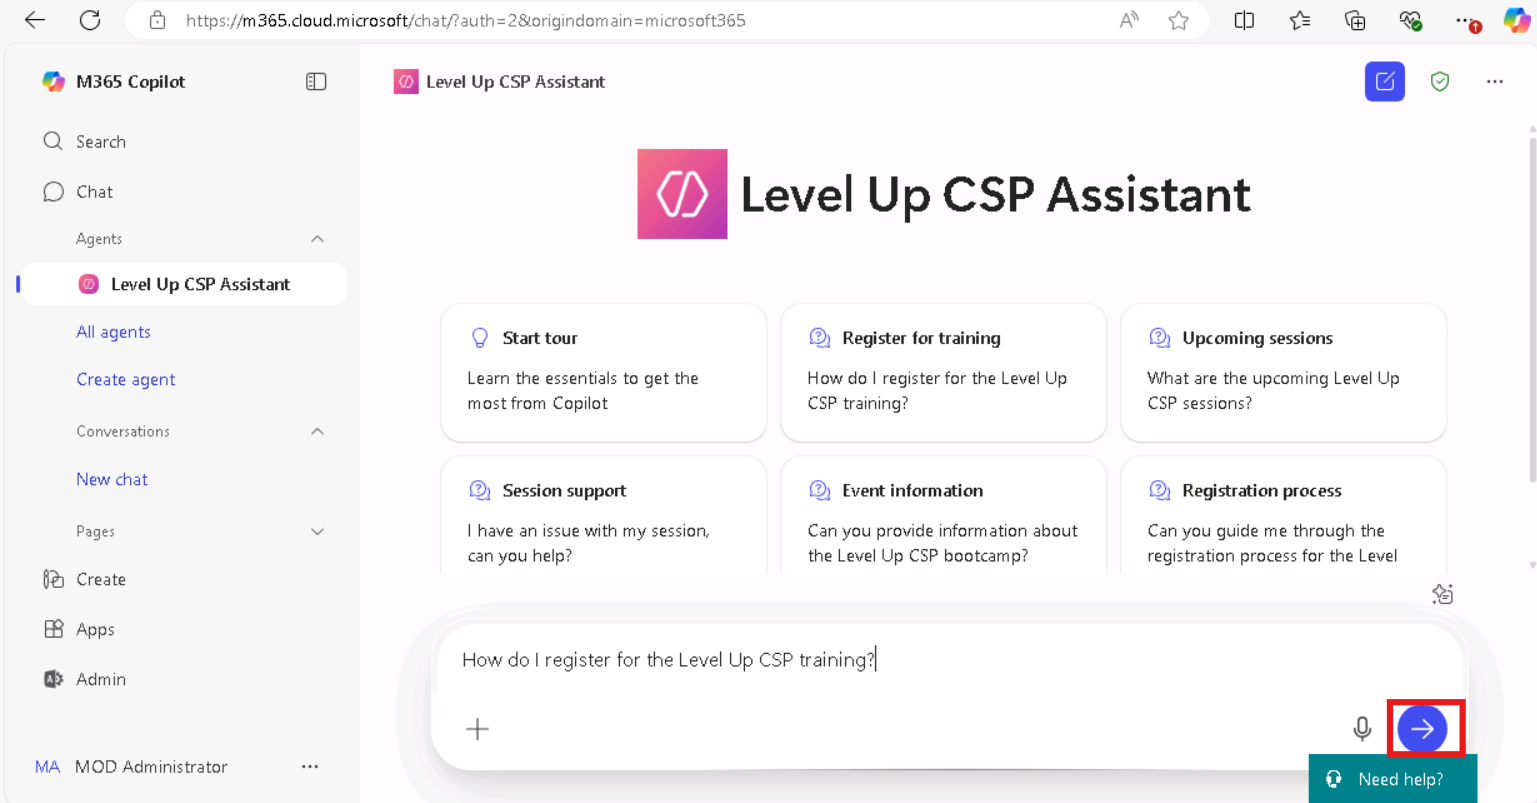 https://m365.cloud.microsoft/chat/?auth=2&origindomain=microsoft365
M365 Copilot
Search
Chat
Agents
Level Up CSP Assistant
All agents
Create agent
Conversations
New chat
Pages
Create
Apps
Admin
MA MOD Administrator
Level Up CSP Assistant
Level Up CSP Assistant
Start tour
Learn the essentials to get the
most from Copilot
Register for training
How do I register for the Level Up
CSP training?
Upcoming sessions
What are the upcoming Level Up
CSP sessions?
Session support
I have an issue with my session,
can you help?
Event information
Can you provide information about
the Level Up CSP bootcamp?
Registration process
Can you guide me through the
registration process for the Level
How do I register for the Level Up CSP training?
Need help?